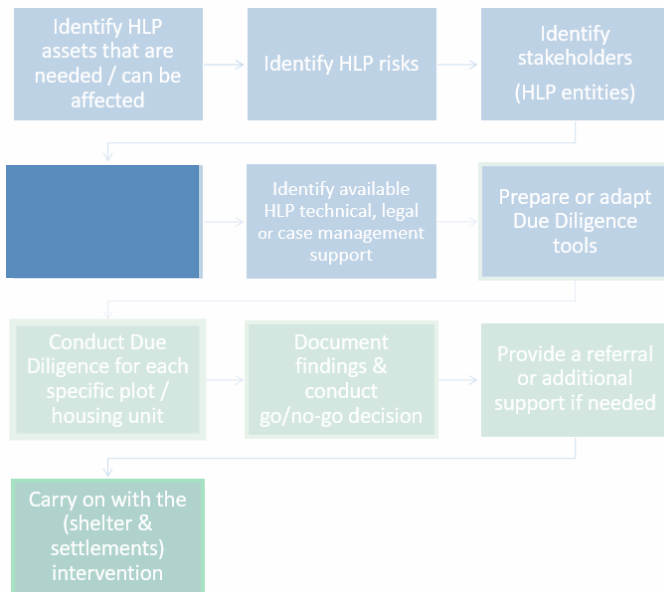 Identify HLP
assets that are
needed / can be
affected
Identify HLP risks
Identify
stakeholders
(HLP entities)
Identify available
HLP technical, legal
or case management
support
Prepare or adapt
Due Diligence
tools
Conduct Due
Diligence for each
specific plot /
housing unit
Document
findings &
conduct
go/no-go decision
Provide a referral
or additional
support if needed
Carry on with the
(shelter &
settlements)
intervention